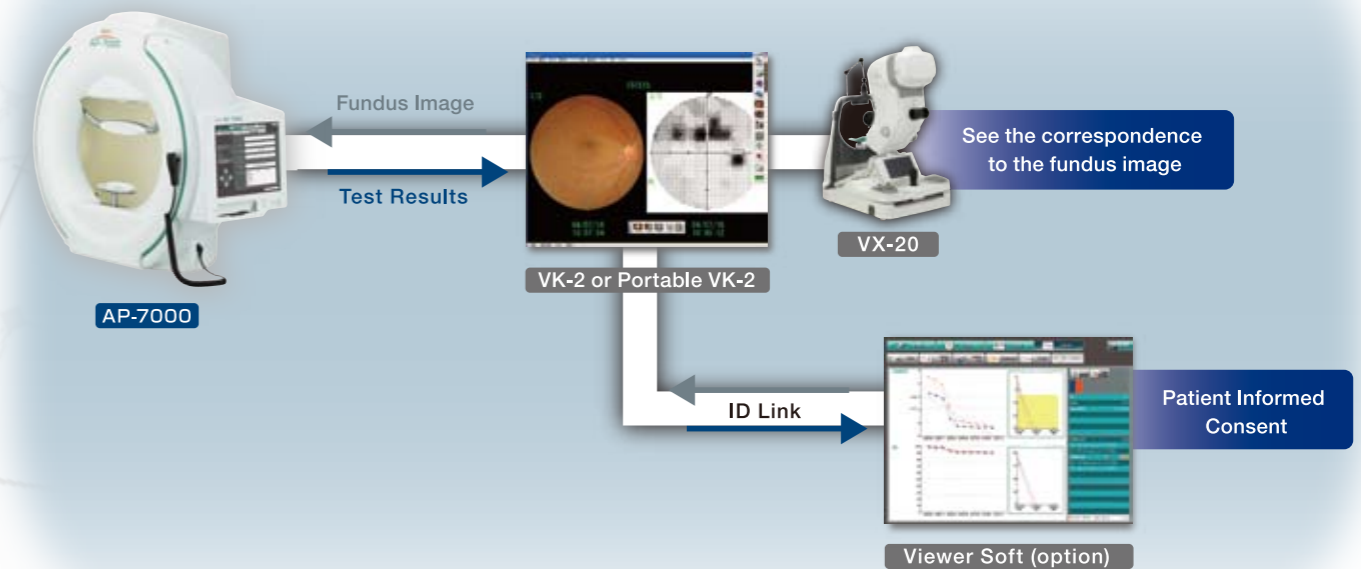 Fundus Image
Test Results
AP-7000
VK-2 or Portable VK-2
VX-20
See the correspondence
to the fundus image
ID Link
Patient Informed
Consent
Viewer Soft (option)